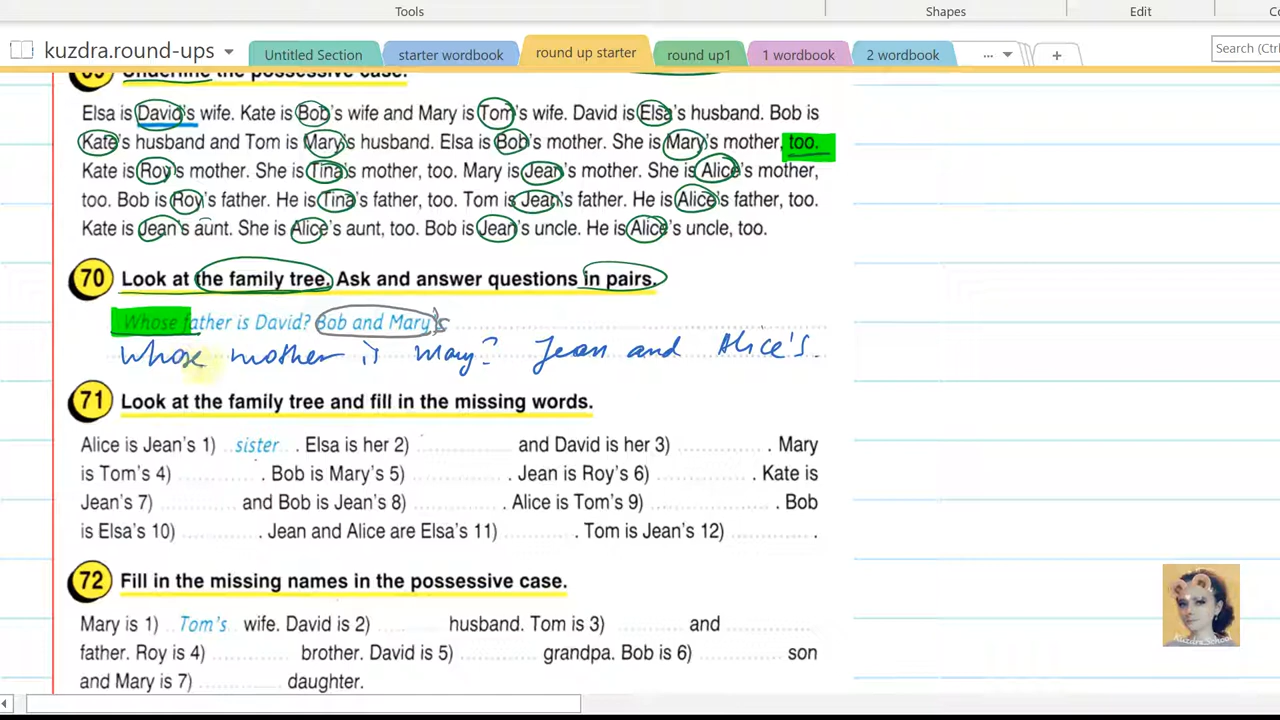 Tools Shapes Edit
kuzdra.round-ups Untitled Section starter wordbook round up starter round up1 1 wordbook 2 wordbook ... + Search (Ctrl
Underline the possessive case.
Elsa is David's wife. Kate is Bob's wife and Mary is Tom's wife. David is Elsa's husband. Bob is
Kate's husband and Tom is Mary's husband. Elsa is Bob's mother. She is Mary's mother, too.
Kate is Roy's mother. She is Tina's mother, too. Mary is Jean's mother. She is Alice's mother,
too. Bob is Roy's father. He is Tina's father, too. Tom is Jean's father. He is Alice's father, too.
Kate is Jean's aunt. She is Alice's aunt, too. Bob is Jean's uncle. He is Alice's uncle, too.
70 Look at the family tree. Ask and answer questions in pairs.
Whose father is David? Bob and Mary's
Whose mother is Mary? Jean and Alice's.
71 Look at the family tree and fill in the missing words.
Alice is Jean's 1) sister . Elsa is her 2) and David is her 3) . Mary
is Tom's 4) . Bob is Mary's 5) . Jean is Roy's 6) . Kate is
Jean's 7) and Bob is Jean's 8) . Alice is Tom's 9) . Bob
is Elsa's 10) . Jean and Alice are Elsa's 11) . Tom is Jean's 12) .
72 Fill in the missing names in the possessive case.
Mary is 1) Tom's wife. David is 2) husband. Tom is 3) and
father. Roy is 4) brother. David is 5) grandpa. Bob is 6) son
and Mary is 7) daughter.
KuzdraSchool